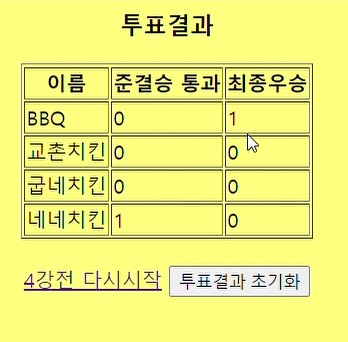 투표결과
이름 준결승 통과 최종우승
BBQ 0 1
교촌치킨 0 0
굽네치킨 0 0
네네치킨 1 0
4강전 다시시작 투표결과 초기화